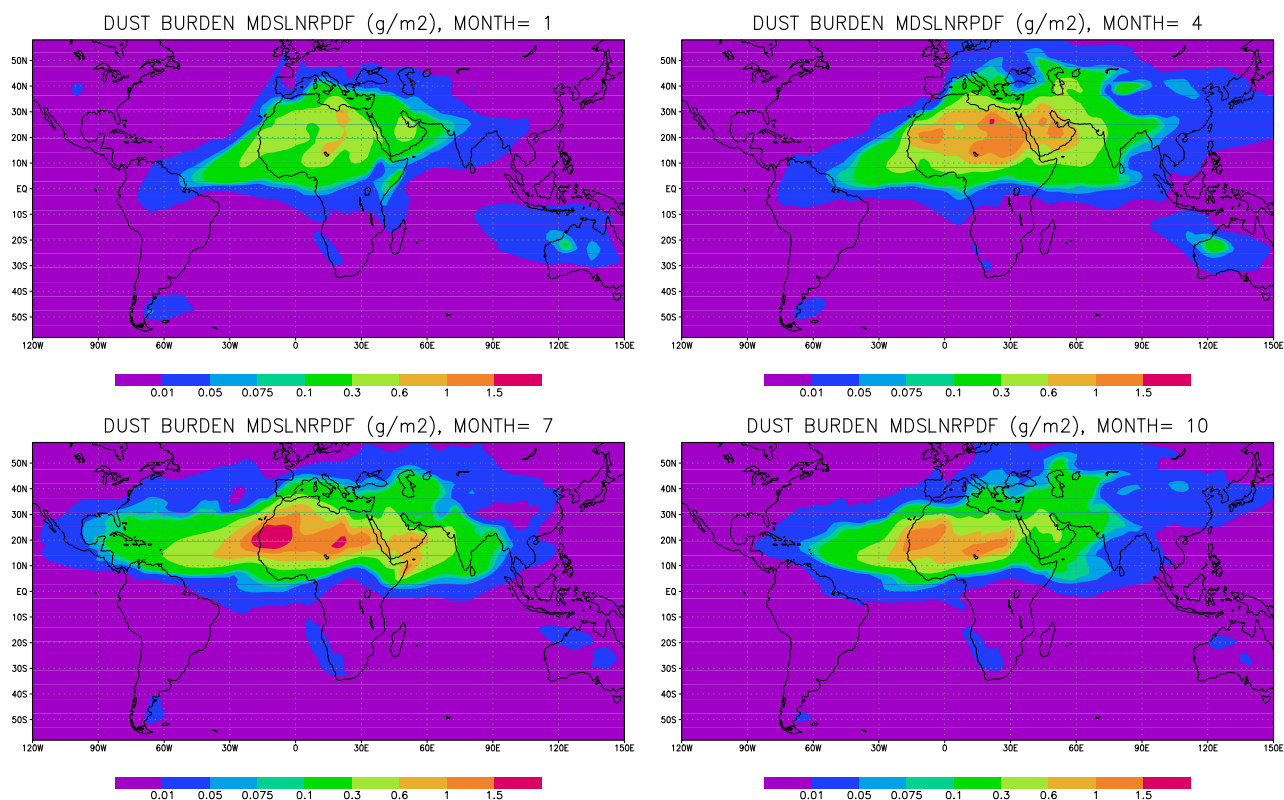 DUST BURDEN MDSLNRPDF (g/m2), MONTH= 1
50N
40N
30N
20N
10N
EQ
10S
20S
30S
40S
50S
120W 90W 60W 30W 0 30E 60E 90E 120E 150E
0.01 0.05 0.075 0.1 0.3 0.6 1 1.5
DUST BURDEN MDSLNRPDF (g/m2), MONTH= 4
50N
40N
30N
20N
10N
EQ
10S
20S
30S
40S
50S
120W 90W 60W 30W 0 30E 60E 90E 120E 150E
0.01 0.05 0.075 0.1 0.3 0.6 1 1.5
DUST BURDEN MDSLNRPDF (g/m2), MONTH= 7
50N
40N
30N
20N
10N
EQ
10S
20S
30S
40S
50S
120W 90W 60W 30W 0 30E 60E 90E 120E 150E
0.01 0.05 0.075 0.1 0.3 0.6 1 1.5
DUST BURDEN MDSLNRPDF (g/m2), MONTH= 10
50N
40N
30N
20N
10N
EQ
10S
20S
30S
40S
50S
120W 90W 60W 30W 0 30E 60E 90E 120E 150E
0.01 0.05 0.075 0.1 0.3 0.6 1 1.5